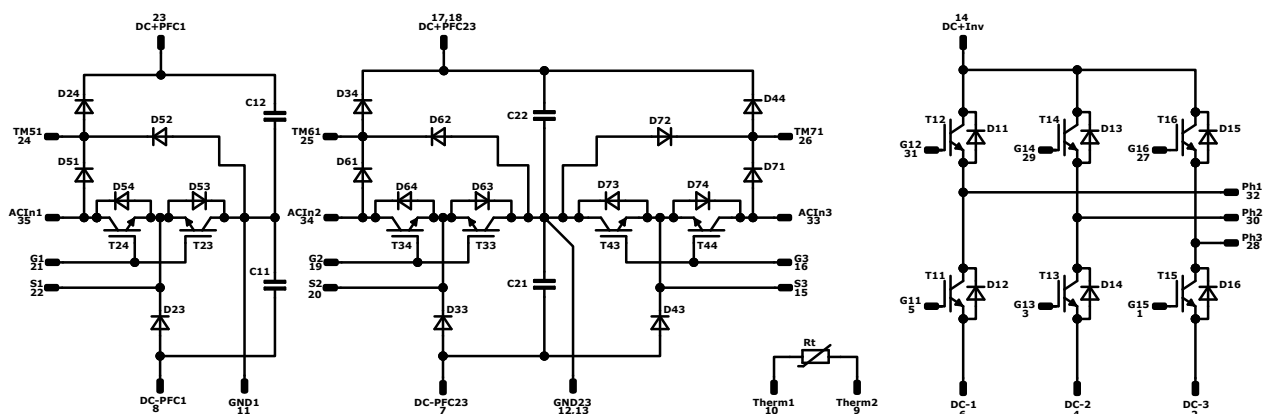 23
DC+PFC1
17,18
DC+PFC23
14
DC+Inv
D24
C12
D34
C22
D44
D52
D62
D72
TM51
24
TM61
25
TM71
26
T12
D11
T14
D13
T16
D15
G12
31
G14
29
G16
27
D51
D61
D71
D54
D53
D64
D63
D73
D74
Ph1
32
ACIn1
35
ACIn2
34
ACIn3
33
Ph2
30
T24
T23
T34
T33
T43
T44
Ph3
28
G1
21
G2
19
G3
16
S1
22
C11
S2
20
C21
S3
15
T11
D12
T13
D14
T15
D16
G11
5
G13
3
G15
1
D23
D33
D43
Rt
DC-PFC1
8
GND1
11
DC-PFC23
7
GND23
12,13
Therm1
10
Therm2
9
DC-1
6
DC-2
4
DC-3
2